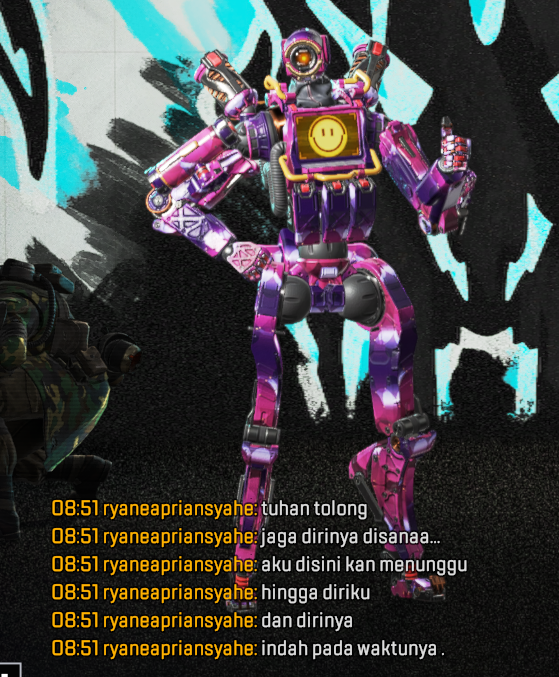 08:51 ryaneapriansyahe: tuhan tolong
08:51 ryaneapriansyahe: jaga dirinya disanaa...
08:51 ryaneapriansyahe: aku disini kan menunggu
08:51 ryaneapriansyahe: hingga diriku
08:51 ryaneapriansyahe: dan dirinya
08:51 ryaneapriansyahe: indah pada waktunya .